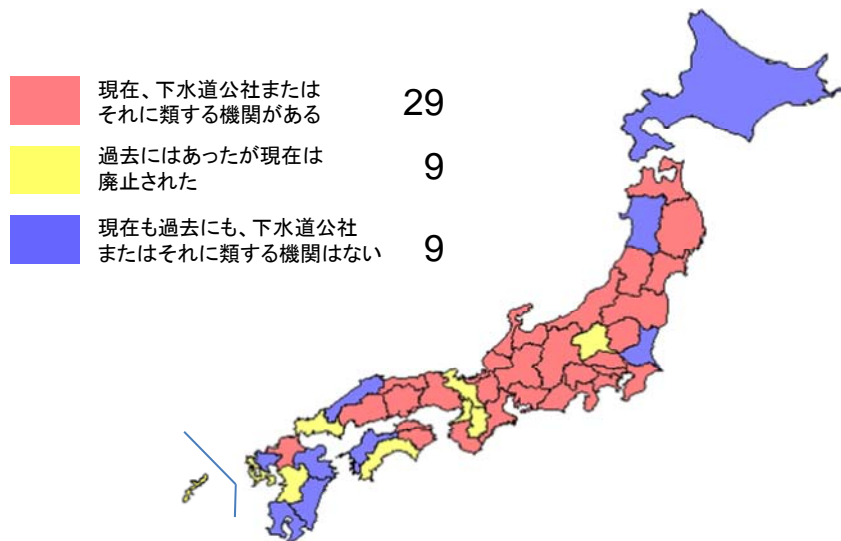 現在、下水道公社または
それに類する機関がある
29
過去にはあったが現在は
廃止された
9
現在も過去にも、下水道公社
またはそれに類する機関はない
9